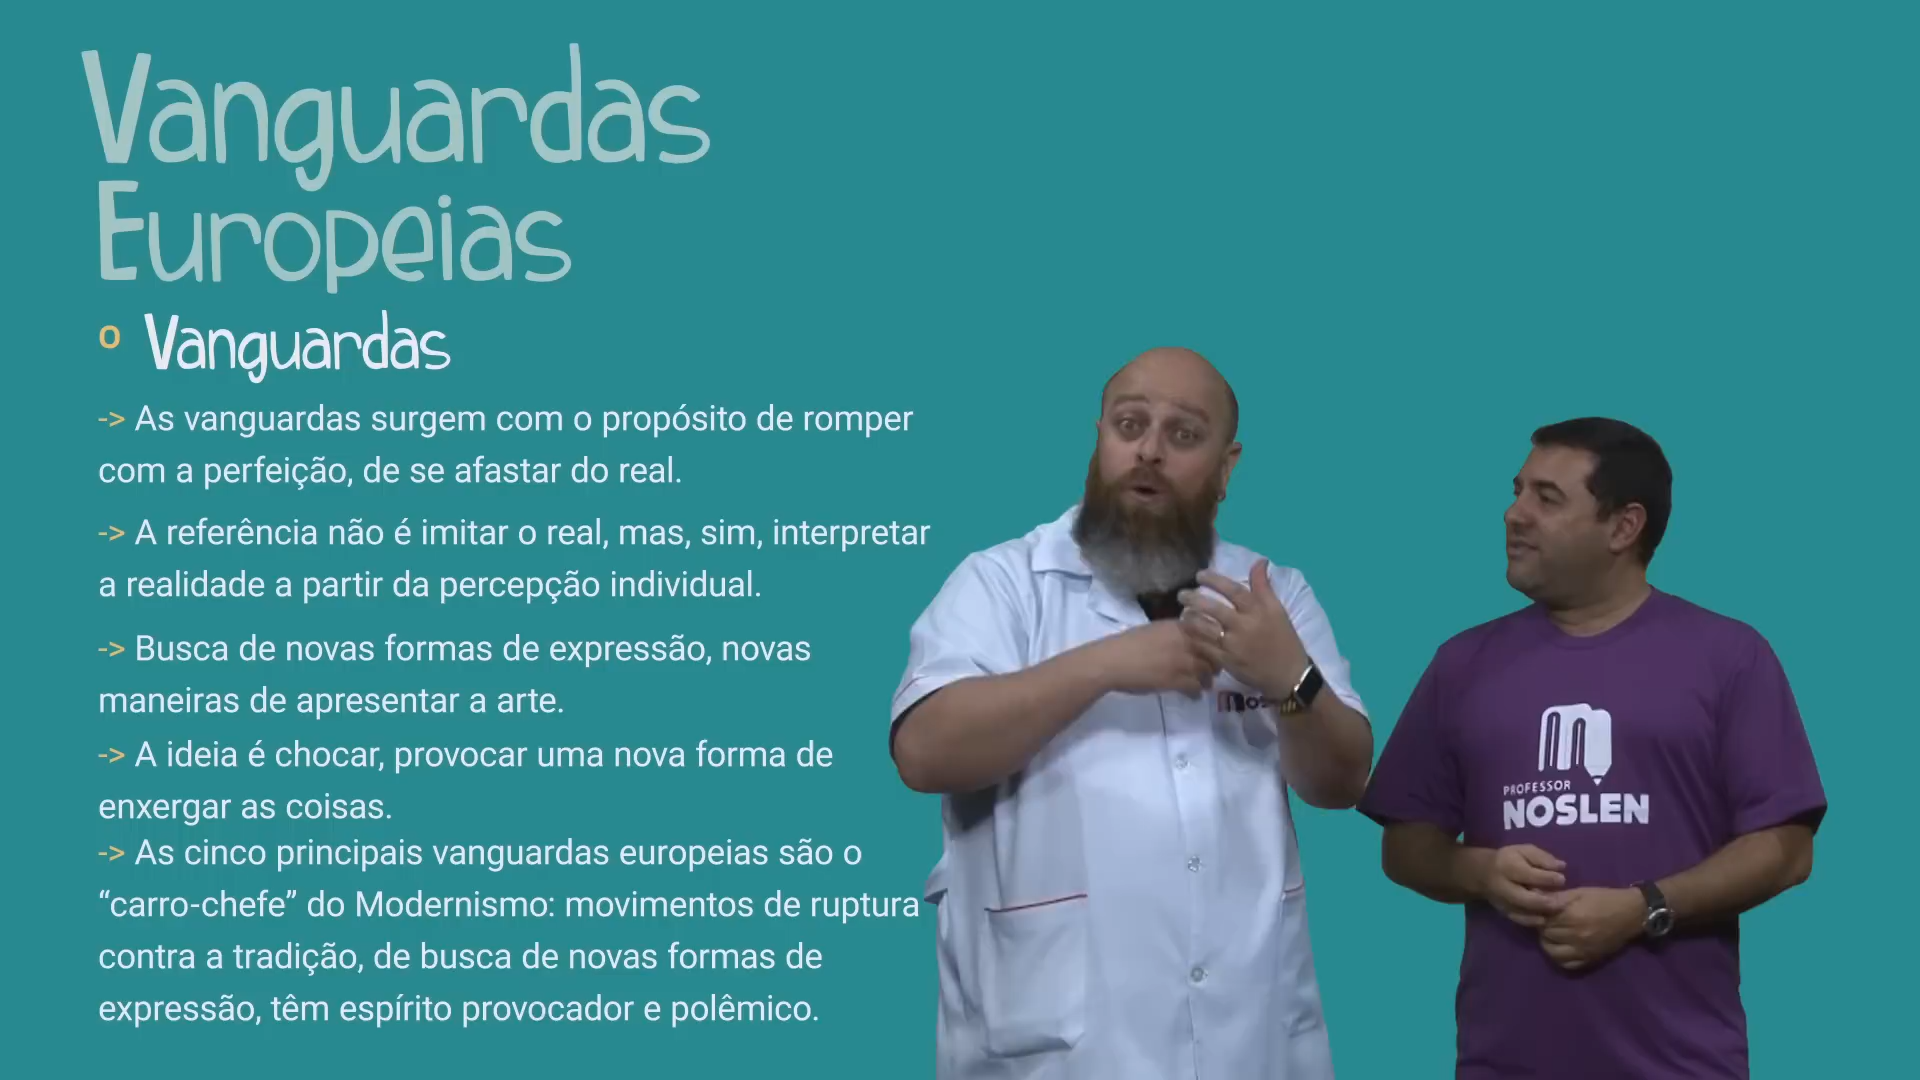 Vanguardas
Europeias
o Vanguardas
-> As vanguardas surgem com o propósito de romper
com a perfeição, de se afastar do real.
-> A referência não é imitar o real, mas, sim, interpretar
a realidade a partir da percepção individual.
-> Busca de novas formas de expressão, novas
maneiras de apresentar a arte.
-> A ideia é chocar, provocar uma nova forma de
enxergar as coisas.
-> As cinco principais vanguardas europeias são o
“carro-chefe” do Modernismo: movimentos de ruptura
contra a tradição, de busca de novas formas de
expressão, têm espírito provocador e polêmico.
PROFESSOR
NOSLEN